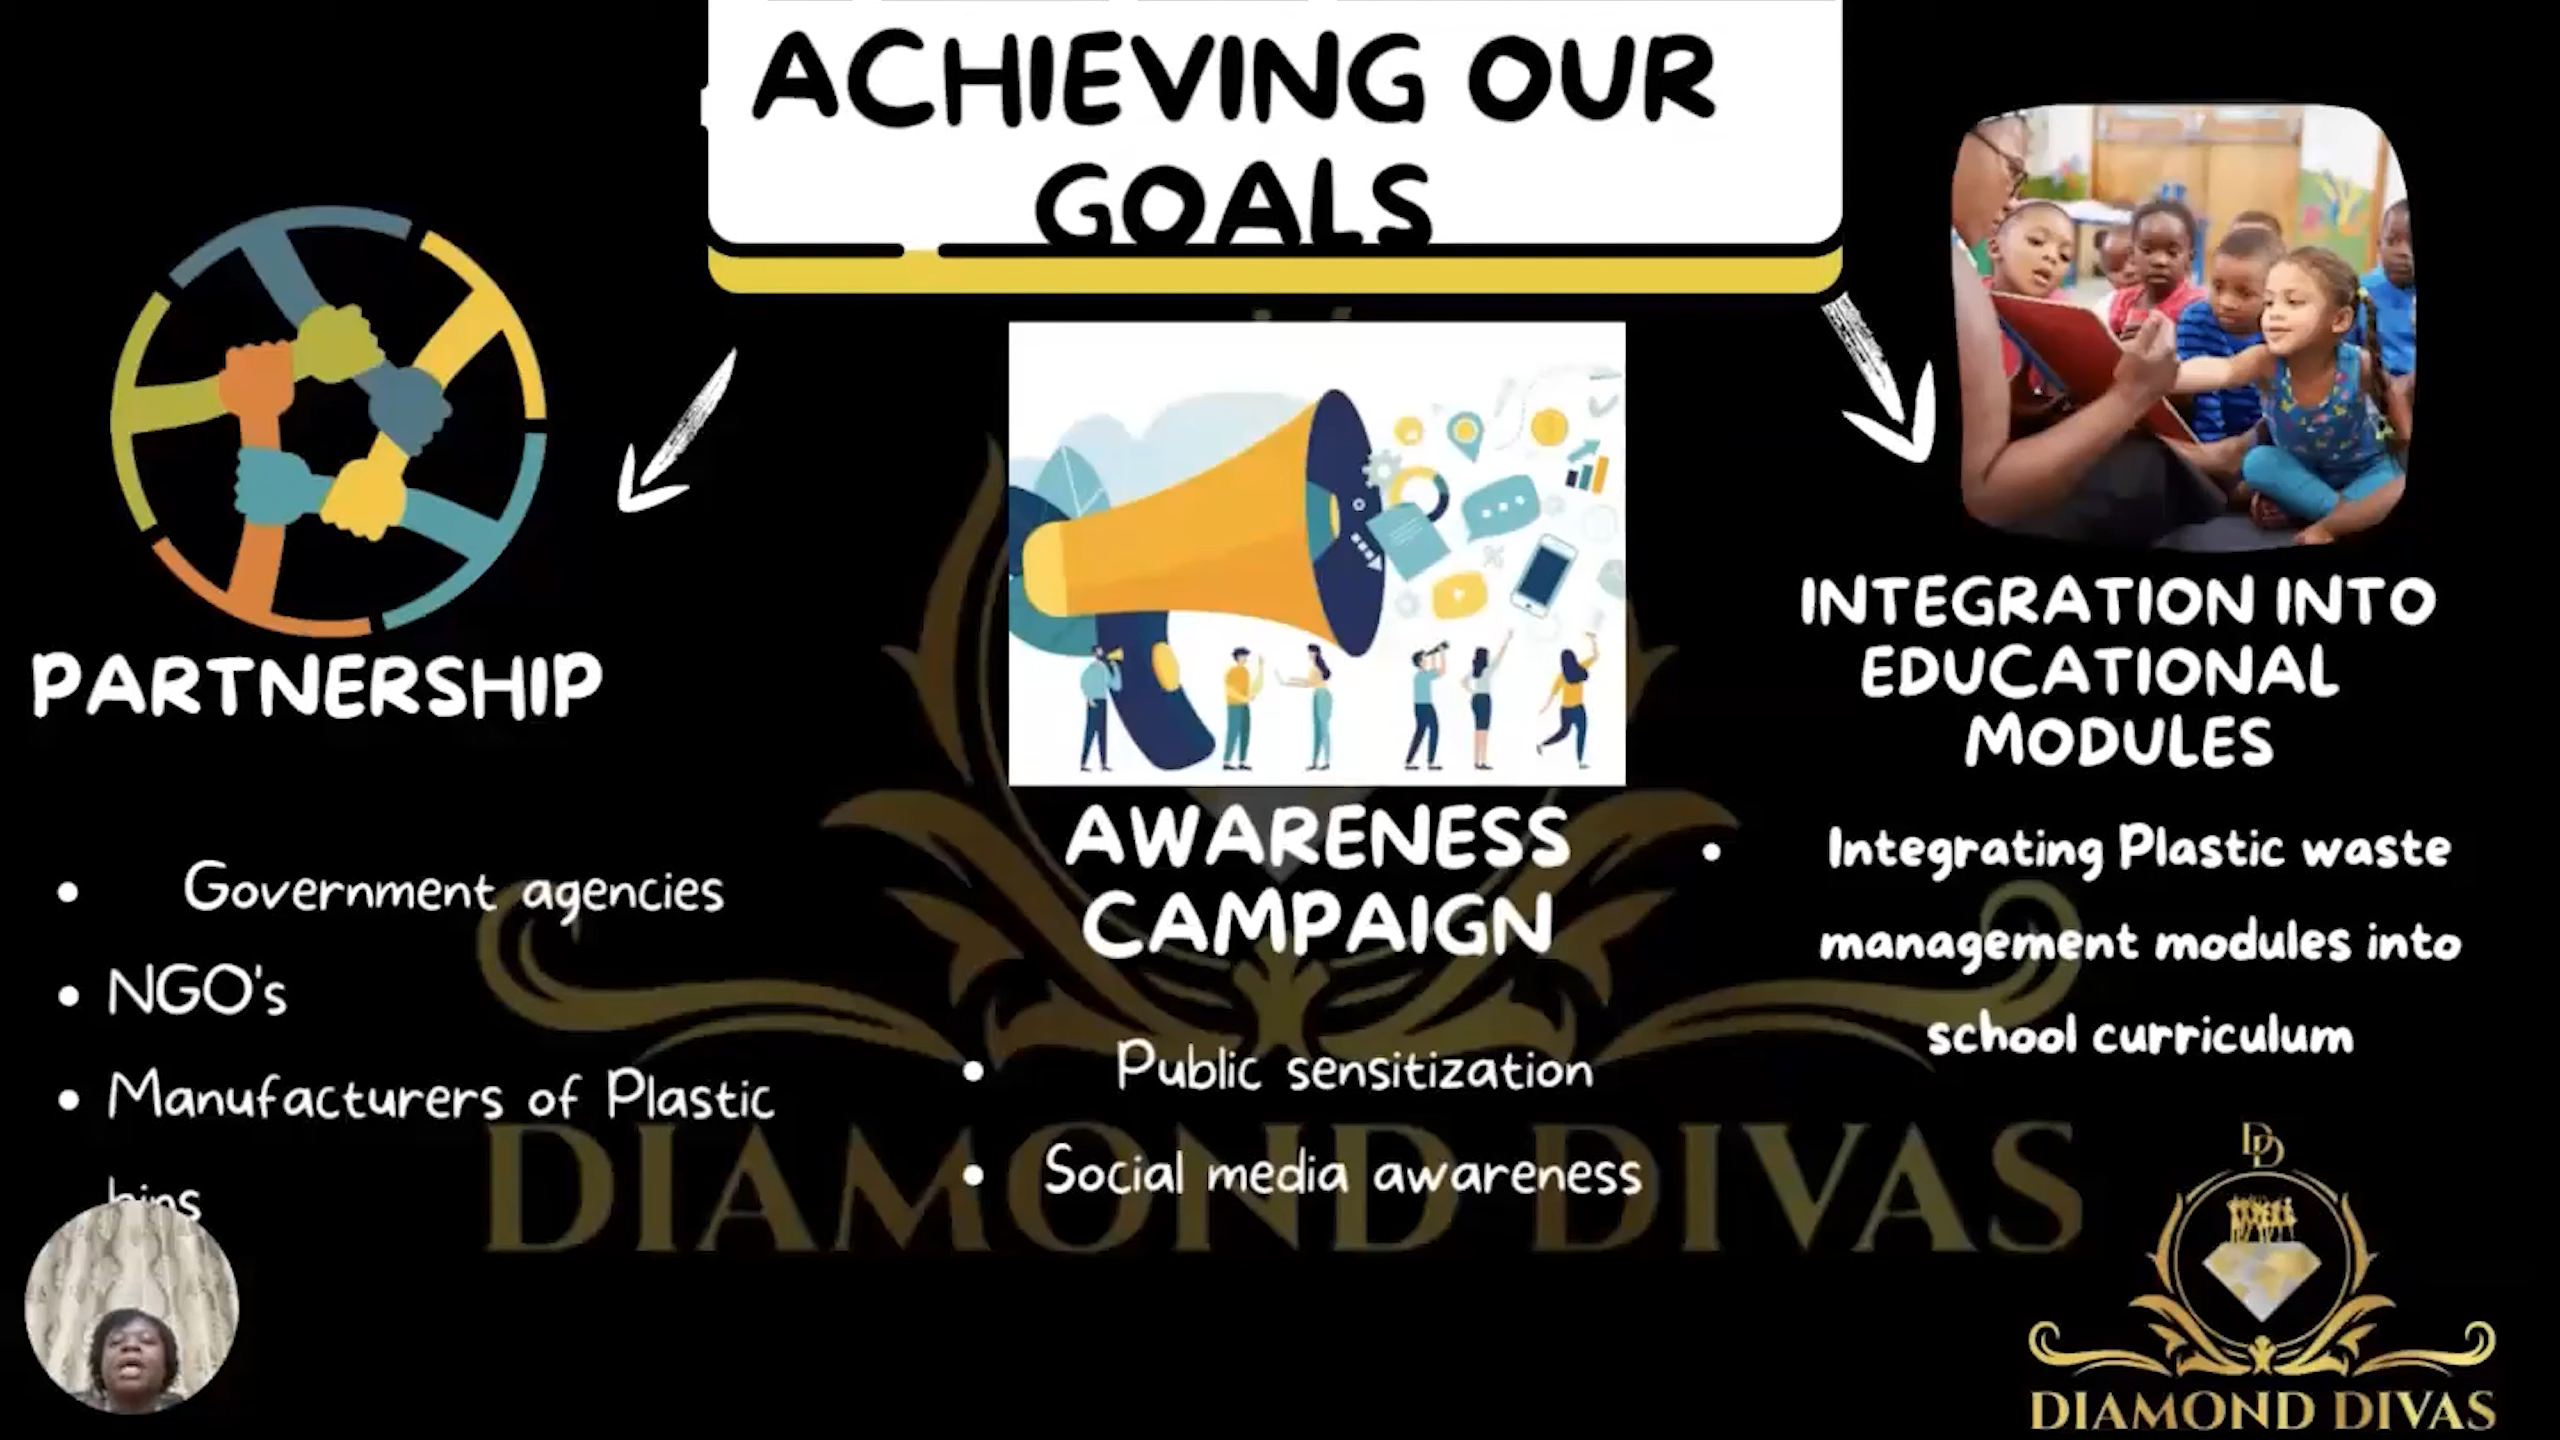 ACHIEVING OUR
GOALS
PARTNERSHIP
• Government agencies
• NGO's
• Manufacturers of Plastic
bins
AWARENESS
CAMPAIGN
• Public sensitization
• Social media awareness
INTEGRATION INTO
EDUCATIONAL
MODULES
• Integrating Plastic waste
management modules into
school curriculum
DIAMOND DIVAS
DD
DIAMOND DIVAS